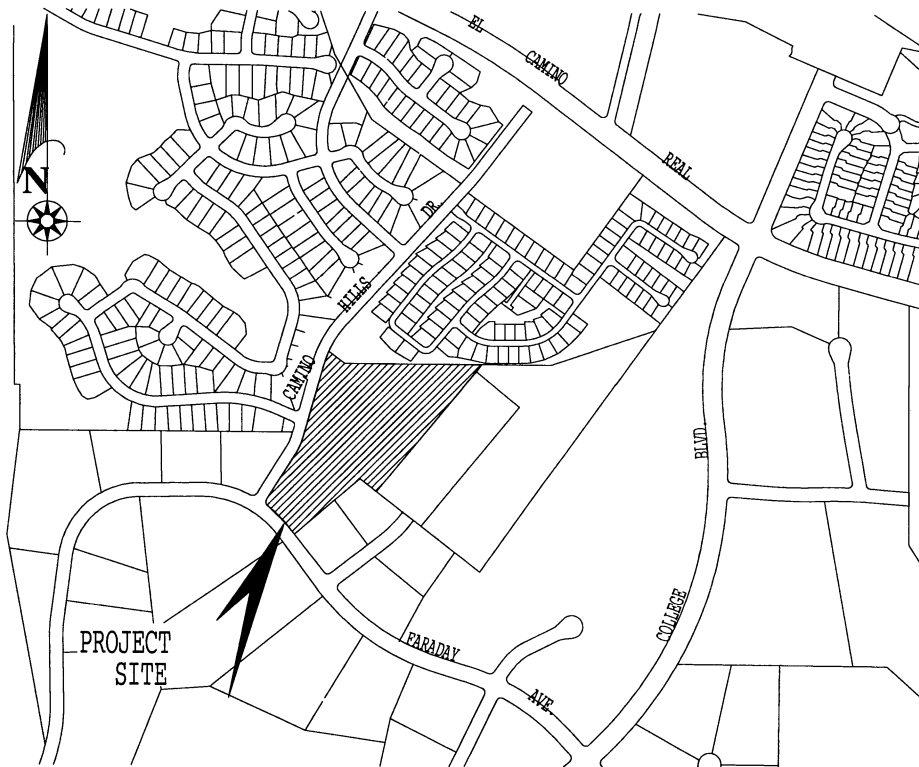 EL
CAMINO
REAL
N
DR.
HILLS
CAMINO
BLVD.
COLLEGE
PROJECT
SITE
FARADAY
AVE.